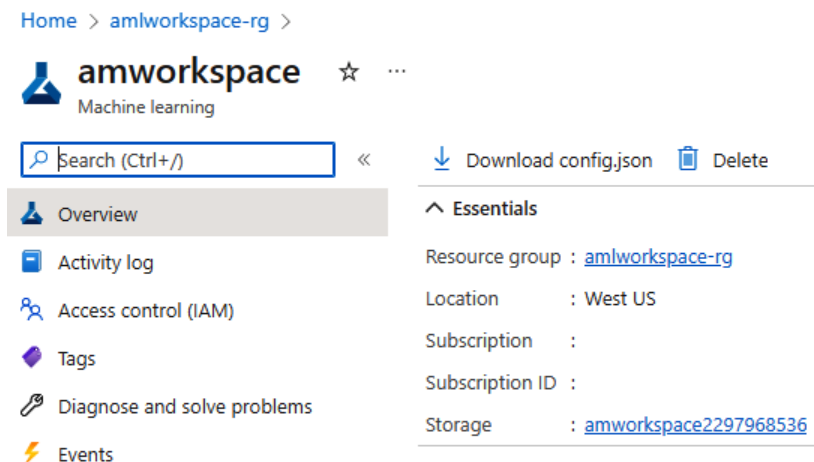 Home > amlworkspace-rg >
amworkspace ☆ ...
Machine learning
Search (Ctrl+/) «
Download config.json Delete
Overview
Essentials
Activity log
Resource group : amlworkspace-rg
Access control (IAM)
Location : West US
Tags
Subscription :
Diagnose and solve problems
Subscription ID :
Events
Storage : amworkspace2297968536